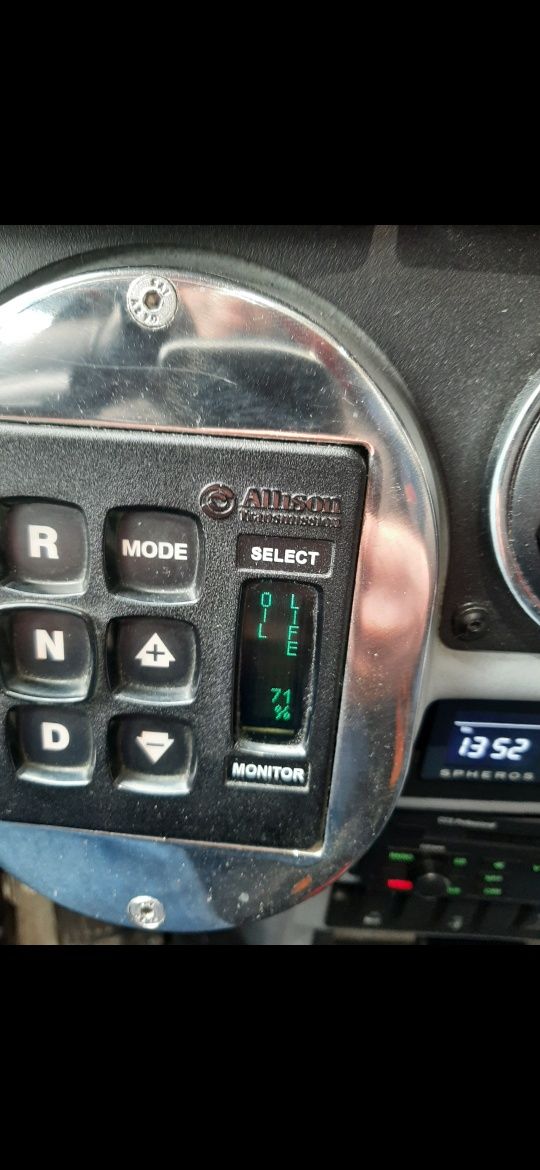 Allison
Transmission
R
MODE
SELECT
N
D
OIL
LIFE
71
%
MONITOR
13:52
SPHEROS